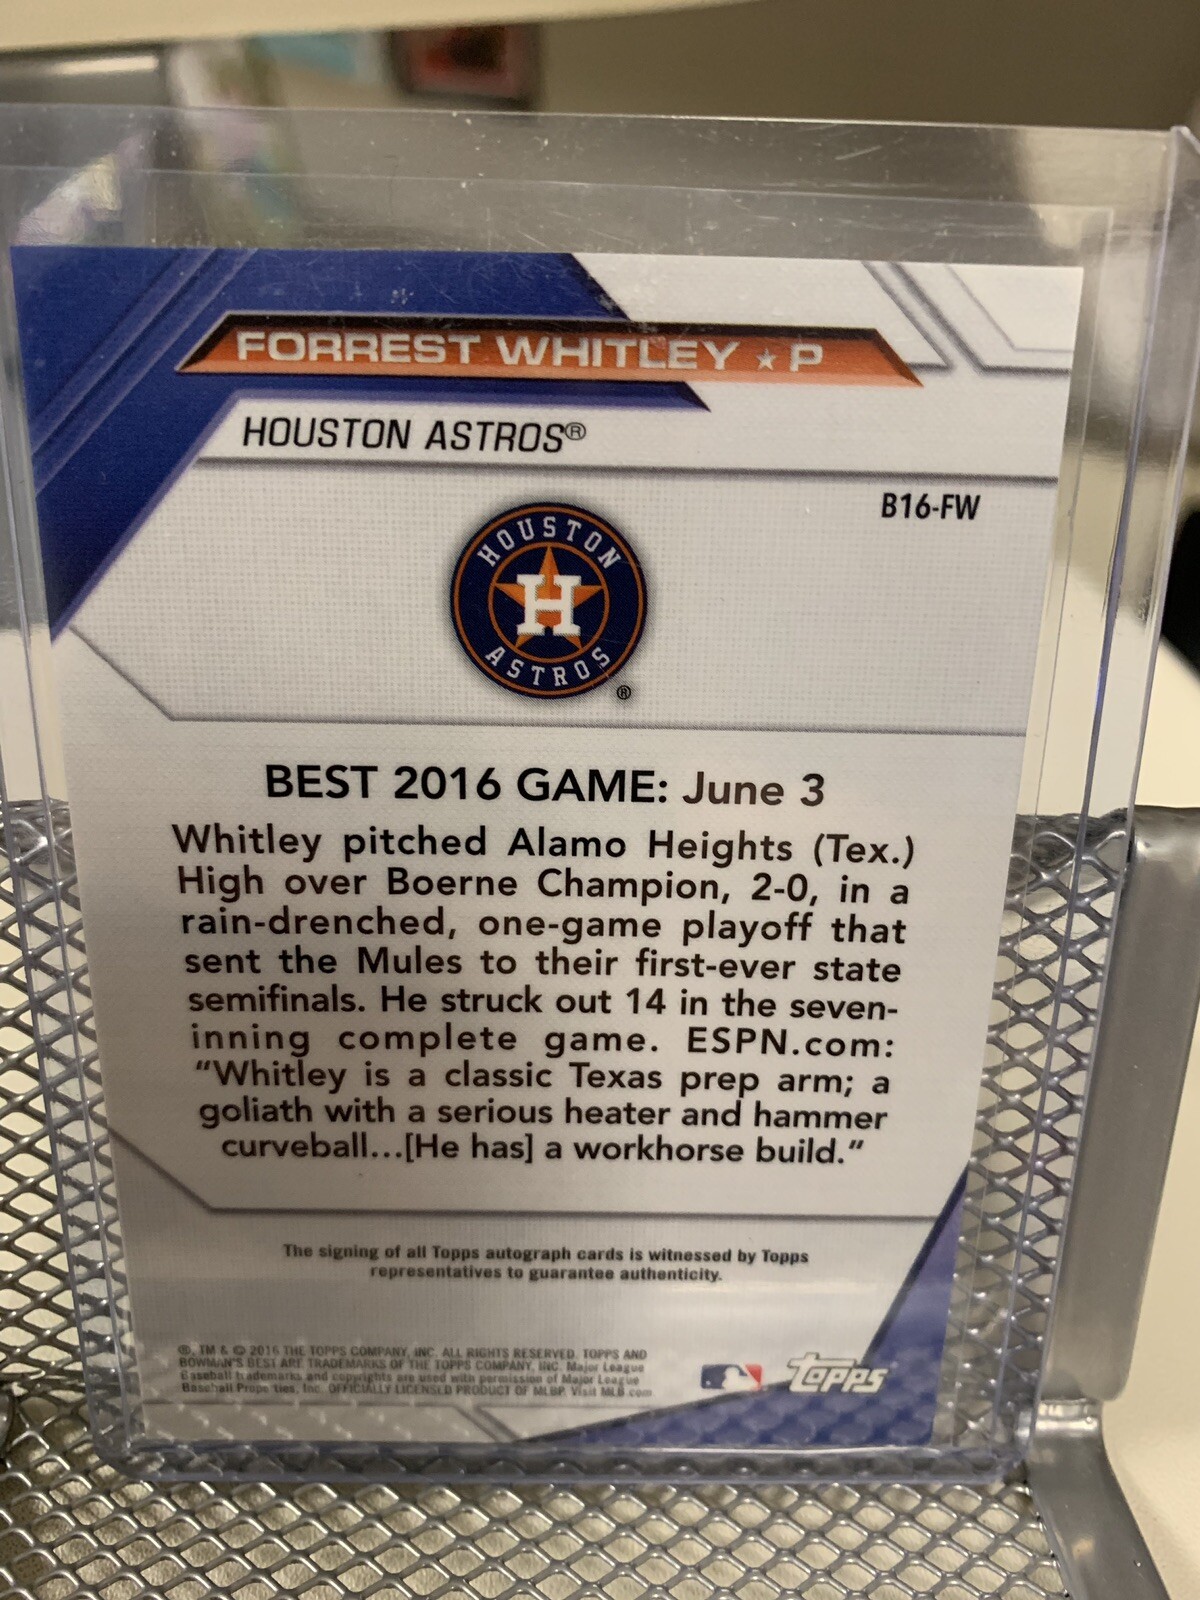 FORREST WHITLEY ★ P
HOUSTON ASTROS®
B16-FW
HOUSTON
H
ASTROS
®
BEST 2016 GAME: June 3
Whitley pitched Alamo Heights (Tex.)
High over Boerne Champion, 2-0, in a
rain-drenched, one-game playoff that
sent the Mules to their first-ever state
semifinals. He struck out 14 in the seven-
inning complete game. ESPN.com:
“Whitley is a classic Texas prep arm; a
goliath with a serious heater and hammer
curveball...[He has] a workhorse build.”
The signing of all Topps autograph cards is witnessed by Topps
representatives to guarantee authenticity.
®, TM & © 2016 THE TOPPS COMPANY, INC. ALL RIGHTS RESERVED. TOPPS AND
BOWMAN'S BEST ARE TRADEMARKS OF THE TOPPS COMPANY, INC. Major League
Baseball trademarks and copyrights are used with permission of Major League
Baseball Properties, Inc. OFFICIALLY LICENSED PRODUCT OF MLBP. Visit MLB.com
Topps